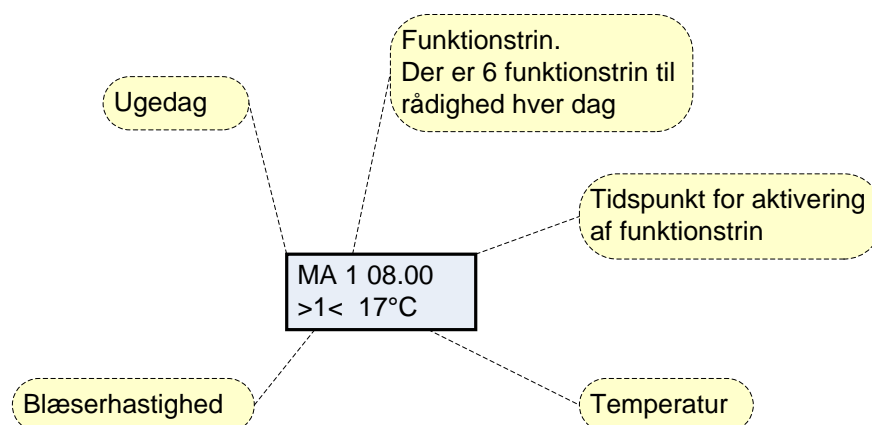 Funktionstrin.
Der er 6 funktionstrin til
rådighed hver dag
Ugedag
Tidspunkt for aktivering
af funktionstrin
MA 1 08.00
>1< 17°C
Blæserhastighed
Temperatur